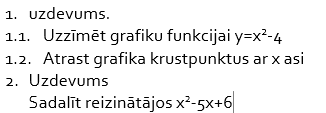 1. uzdevums.
1.1. Uzzīmēt grafiku funkcijai y=x²-4
1.2. Atrast grafika krustpunktus ar x asi
2. Uzdevums
Sadalīt reizinātājos x²-5x+6